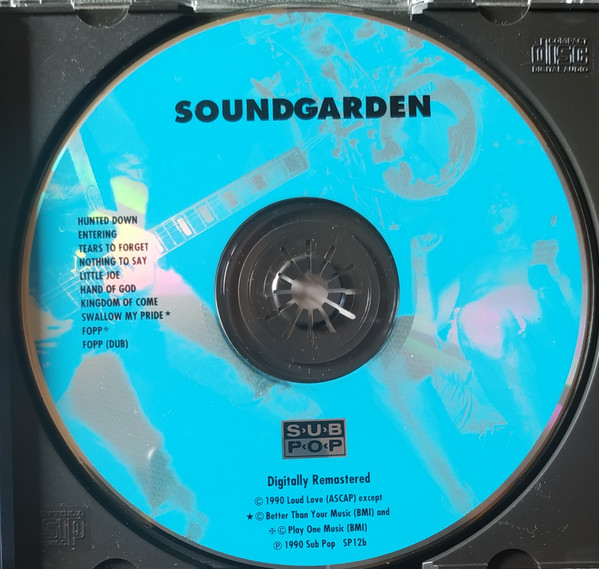 COMPACT
disc
DIGITAL AUDIO
SOUNDGARDEN
HUNTED DOWN
ENTERING
TEARS TO FORGET
NOTHING TO SAY
LITTLE JOE
HAND OF GOD
KINGDOM OF COME
SWALLOW MY PRIDE ★
FOPP ✢
FOPP (DUB)
S·U·B
P·O·P
Digitally Remastered
© 1990 Loud Love (ASCAP) except
★ © Better Than Your Music (BMI) and
✢ © Play One Music (BMI)
℗ 1990 Sub Pop SP12b